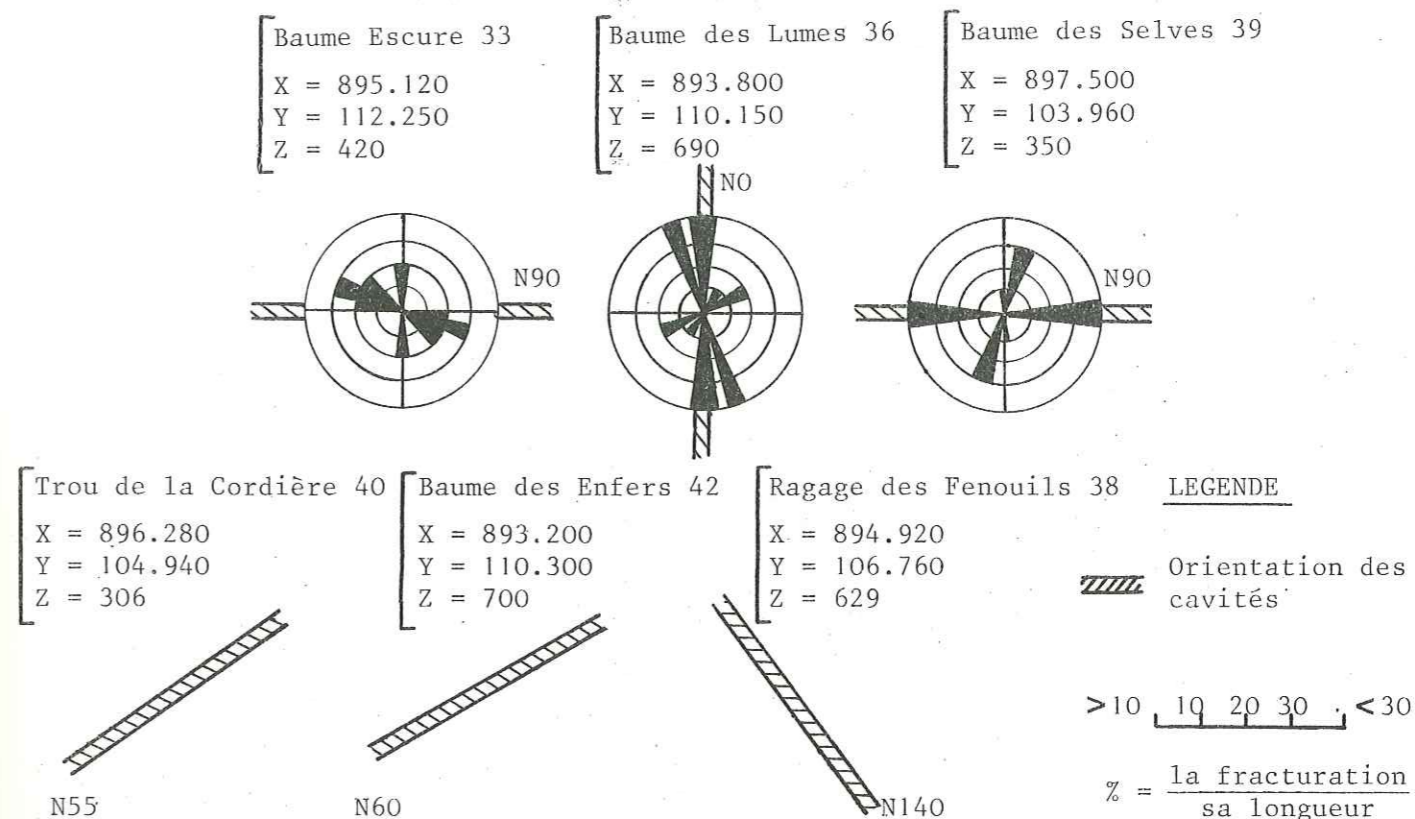 Baume Escure 33
X = 895.120
Y = 112.250
Z = 420
Baume des Lumes 36
X = 893.800
Y = 110.150
Z = 690
Baume des Selves 39
X = 897.500
Y = 103.960
Z = 350
N90
NO
N90
Trou de la Cordière 40
X = 896.280
Y = 104.940
Z = 306
N55
Baume des Enfers 42
X = 893.200
Y = 110.300
Z = 700
N60
Ragage des Fenouils 38
X = 894.920
Y = 106.760
Z = 629
N140
LEGENDE
Orientation des
cavités
>10 10 20 30 <30
% = la fracturation
sa longueur